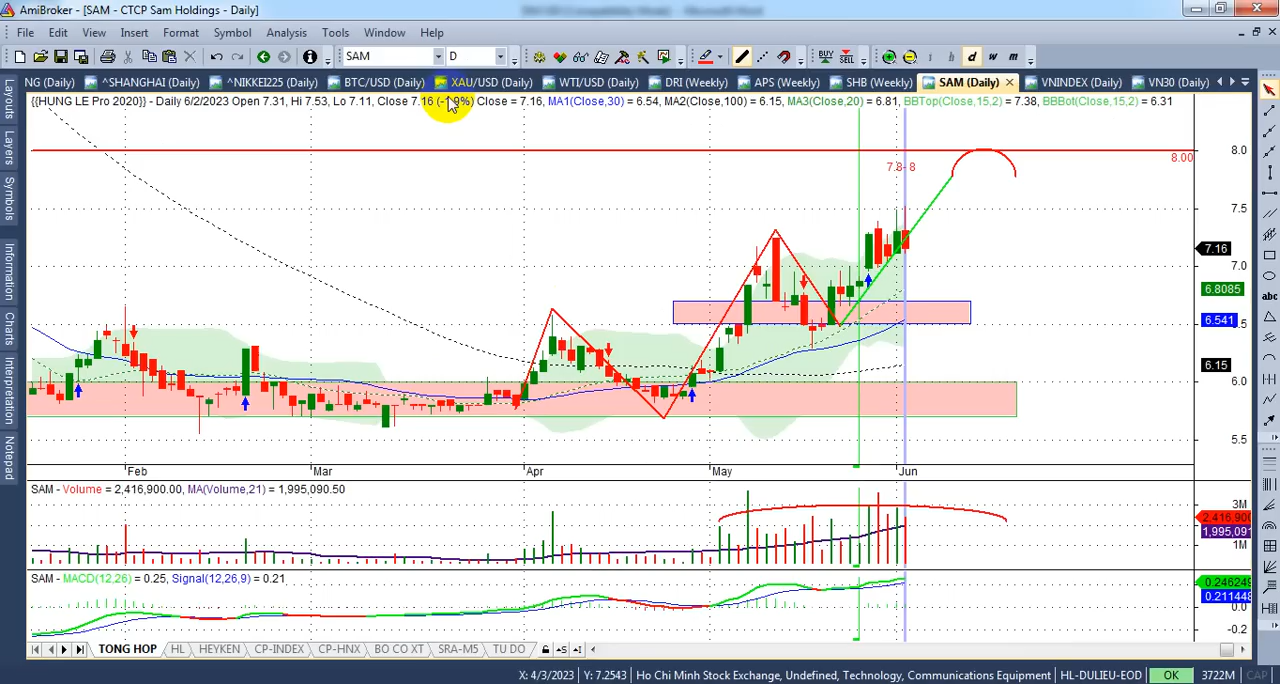 AmiBroker - [SAM - CTCP Sam Holdings - Daily]
File Edit View Insert Format Symbol Analysis Tools Window Help
SAM D BUY SELL i h d w m
NG (Daily) ^SHANGHAI (Daily) ^NIKKEI225 (Daily) BTC/USD (Daily) XAU/USD (Daily) WTI/USD (Daily) DRI (Weekly) APS (Weekly) SHB (Weekly) SAM (Daily) VNINDEX (Daily) VN30 (Daily)
{{HUNG LE Pro 2020}} - Daily 6/2/2023 Open 7.31, Hi 7.53, Lo 7.11, Close 7.16 Close = 7.16, MA1(Close,30) = 6.54, MA2(Close,100) = 6.15, MA3(Close,20) = 6.81, BBTop(Close,15,2) = 7.38, BBBot(Close,15,2) = 6.31
Layouts
Layers
Symbols
Information
Charts
Interpretation
Notepad
abc
8.0
8.00
7.8- 8
7.5
7.16
7.0
6.8085
6.541
6.15
6.0
5.5
Feb Mar Apr May Jun
SAM - Volume = 2,416,900.00, MA(Volume,21) = 1,995,090.50
3M
2,416,900
1,995,091
1M
SAM - MACD(12,26) = 0.25, Signal(12,26,9) = 0.21
0.246249
0.211448
0.0
-0.2
TONG HOP HL HEYKEN CP-INDEX CP-HNX BO CO XT SRA-M5 TU DO
X: 4/3/2023 Y: 7.2543 Ho Chi Minh Stock Exchange, Undefined, Technology, Communications Equipment HL-DULIEU-EOD OK 3722M CAP